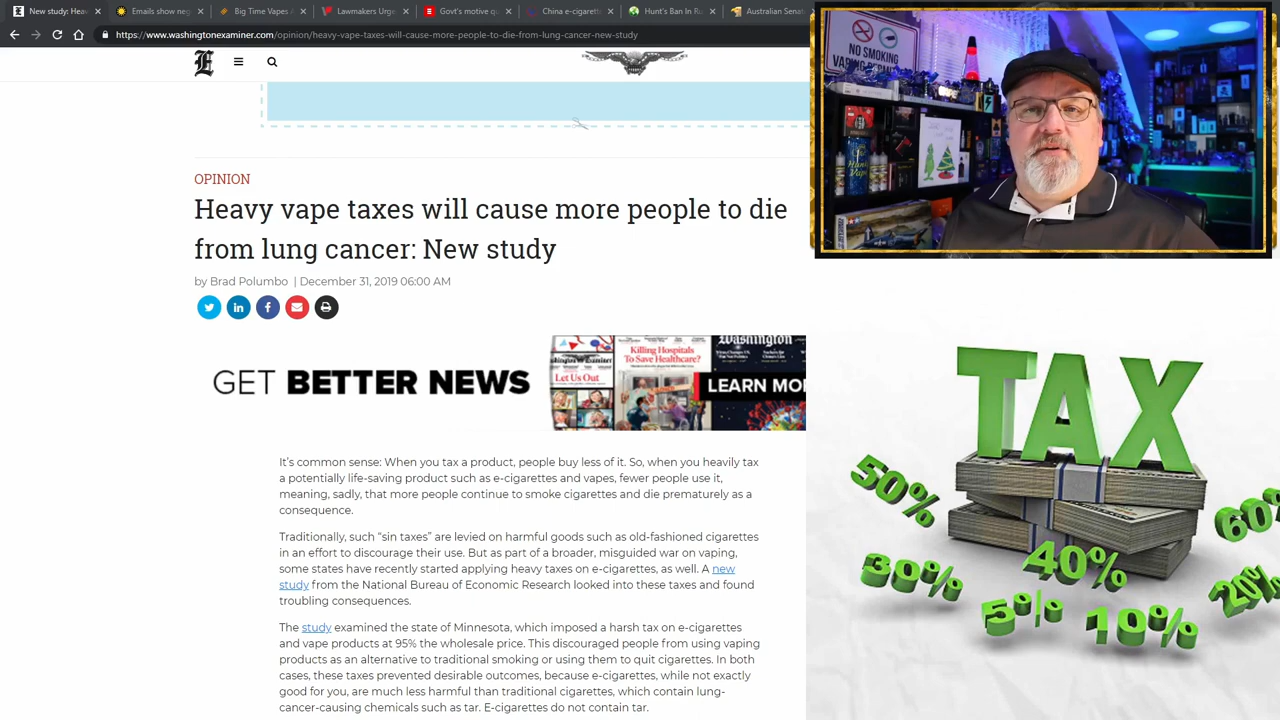 New study: Hea
Emails show neg
Big Time Vapes A
Lawmakers Urge
Govt's motive qu
China e-cigarett
Hunt's Ban In Ru
Australian Senat
https://www.washingtonexaminer.com/opinion/heavy-vape-taxes-will-cause-more-people-to-die-from-lung-cancer-new-study
E
OPINION
Heavy vape taxes will cause more people to die
from lung cancer: New study
by Brad Polumbo | December 31, 2019 06:00 AM
GET BETTER NEWS
Let Us Out
Killing Hospitals
To Save Healthcare?
Washington
LEARN MO
It's common sense: When you tax a product, people buy less of it. So, when you heavily tax
a potentially life-saving product such as e-cigarettes and vapes, fewer people use it,
meaning, sadly, that more people continue to smoke cigarettes and die prematurely as a
consequence.
Traditionally, such “sin taxes” are levied on harmful goods such as old-fashioned cigarettes
in an effort to discourage their use. But as part of a broader, misguided war on vaping,
some states have recently started applying heavy taxes on e-cigarettes, as well. A new
study from the National Bureau of Economic Research looked into these taxes and found
troubling consequences.
The study examined the state of Minnesota, which imposed a harsh tax on e-cigarettes
and vape products at 95% the wholesale price. This discouraged people from using vaping
products as an alternative to traditional smoking or using them to quit cigarettes. In both
cases, these taxes prevented desirable outcomes, because e-cigarettes, while not exactly
good for you, are much less harmful than traditional cigarettes, which contain lung-
cancer-causing chemicals such as tar. E-cigarettes do not contain tar.
NO SMOKING
TAX
50%
60%
30%
40%
20%
5%
10%